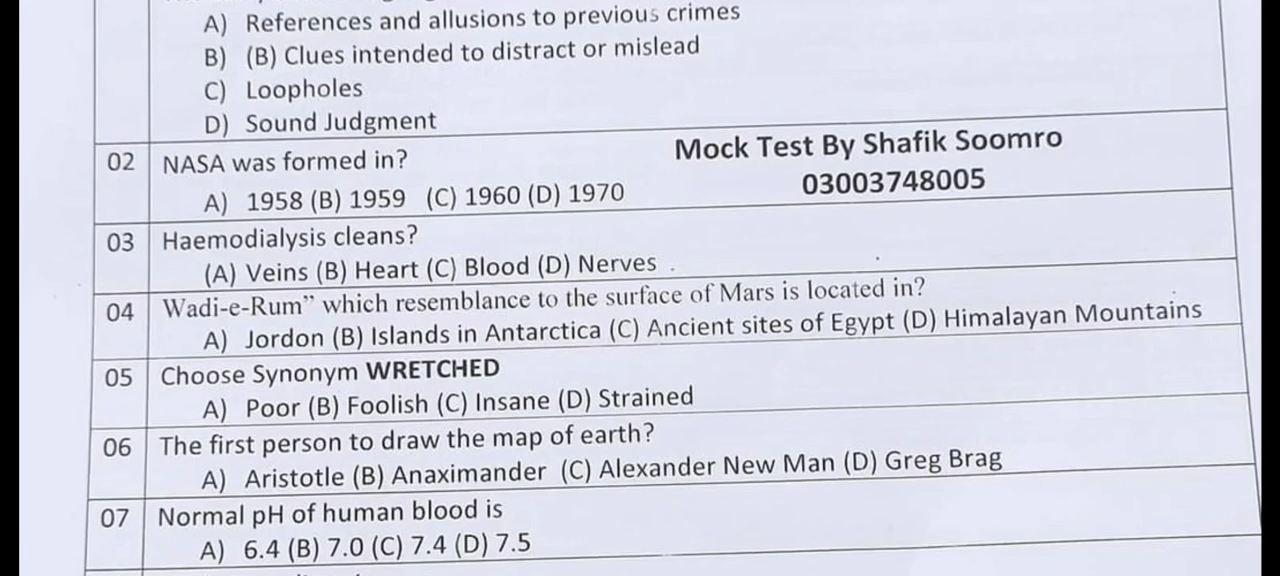 A) References and allusions to previous crimes
B) (B) Clues intended to distract or mislead
C) Loopholes
D) Sound Judgment
02 NASA was formed in?
A) 1958 (B) 1959 (C) 1960 (D) 1970
Mock Test By Shafik Soomro
03003748005
03 Haemodialysis cleans?
(A) Veins (B) Heart (C) Blood (D) Nerves .
04 Wadi-e-Rum” which resemblance to the surface of Mars is located in?
A) Jordon (B) Islands in Antarctica (C) Ancient sites of Egypt (D) Himalayan Mountains
05 Choose Synonym WRETCHED
A) Poor (B) Foolish (C) Insane (D) Strained
06 The first person to draw the map of earth?
A) Aristotle (B) Anaximander (C) Alexander New Man (D) Greg Brag
07 Normal pH of human blood is
A) 6.4 (B) 7.0 (C) 7.4 (D) 7.5